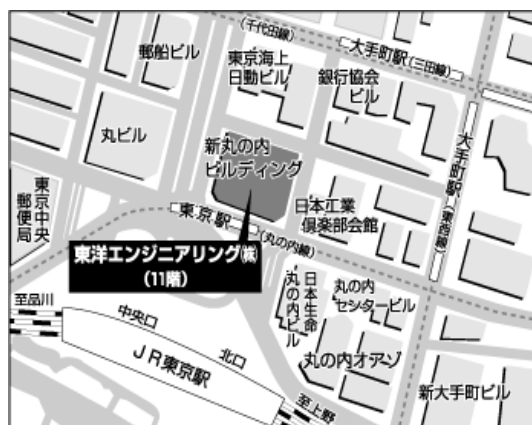 (千代田線)
大手町駅(三田線)
郵船ビル
東京海上
日動ビル
銀行協会
ビル
丸ビル
新丸の内
ビルディング
大手町駅(東西線)
東京中央
郵便局
東京駅
(丸の内線)
日本工業
倶楽部会館
東洋エンジニアリング㈱
(11階)
至品川
中央口
北口
JR東京駅
日本生命
丸の内ビル
丸の内
センタービル
丸の内オアゾ
新大手町ビル
至上野